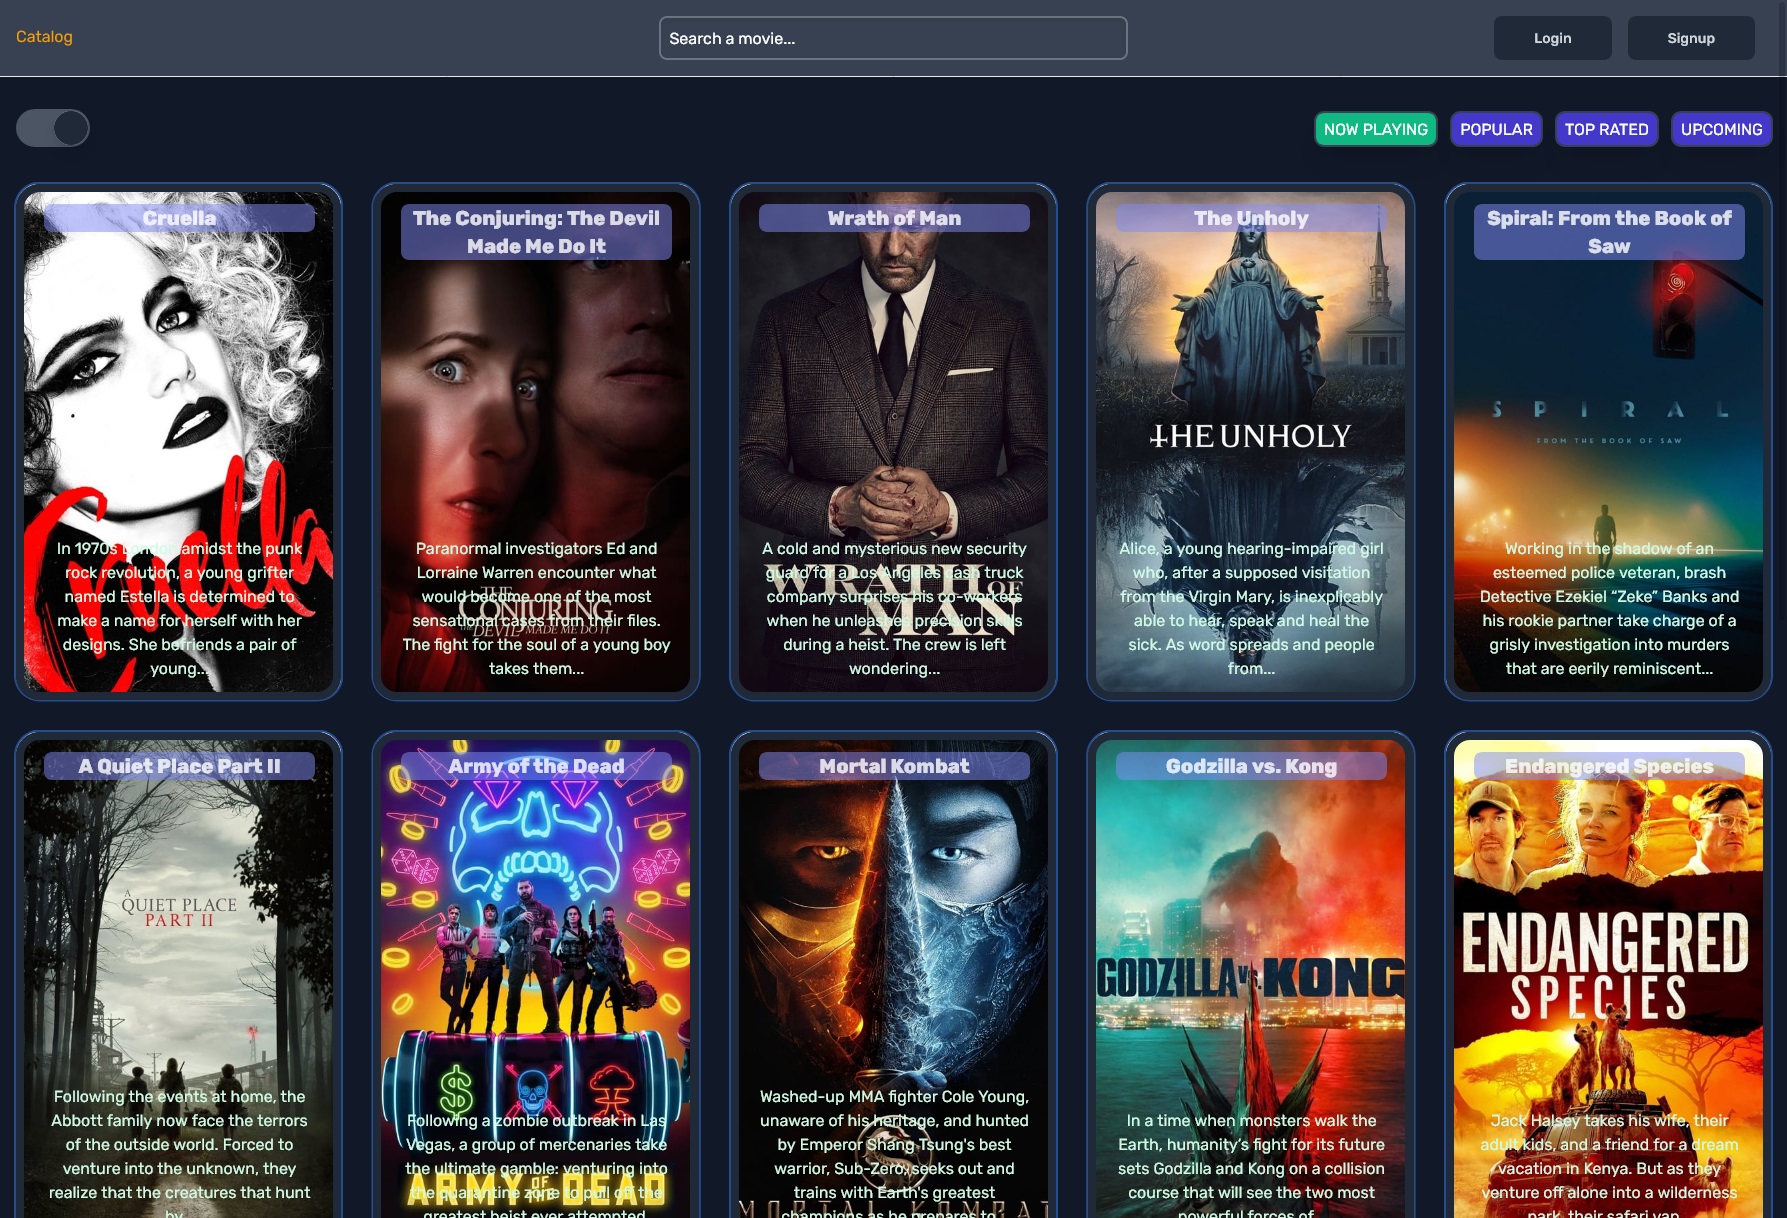 Catalog
Search a movie...
Login
Signup
NOW PLAYING
POPULAR
TOP RATED
UPCOMING
Cruella
Cruella
In 1970s London amidst the punk
rock revolution, a young grifter
named Estella is determined to
make a name for herself with her
designs. She befriends a pair of
young...
The Conjuring: The Devil
Made Me Do It
Paranormal investigators Ed and
Lorraine Warren encounter what
would become one of the most
sensational cases from their files.
The fight for the soul of a young boy
takes them...
THE
CONJURING
THE DEVIL MADE ME DO IT
Wrath of Man
A cold and mysterious new security
guard for a Los Angeles cash truck
company surprises his co-workers
when he unleashes precision skills
during a heist. The crew is left
wondering...
WRATH OF
MAN
The Unholy
THE UNHOLY
Alice, a young hearing-impaired girl
who, after a supposed visitation
from the Virgin Mary, is inexplicably
able to hear, speak and heal the
sick. As word spreads and people
from...
Spiral: From the Book of
Saw
SPIRAL
FROM THE BOOK OF SAW
Working in the shadow of an
esteemed police veteran, brash
Detective Ezekiel “Zeke” Banks and
his rookie partner take charge of a
grisly investigation into murders
that are eerily reminiscent...
A Quiet Place Part II
A
QUIET PLACE
PART II
Following the events at home, the
Abbott family now face the terrors
of the outside world. Forced to
venture into the unknown, they
realize that the creatures that hunt
by
Army of the Dead
Following a zombie outbreak in Las
Vegas, a group of mercenaries take
the ultimate gamble: venturing into
the quarantine zone to pull off the
greatest heist ever attempted
ARMY OF THE DEAD
Mortal Kombat
Washed-up MMA fighter Cole Young,
unaware of his heritage, and hunted
by Emperor Shang Tsung's best
warrior, Sub-Zero, seeks out and
trains with Earth's greatest
champions as he prepares to
MORTAL KOMBAT
Godzilla vs. Kong
GODZILLA vs. KONG
In a time when monsters walk the
Earth, humanity’s fight for its future
sets Godzilla and Kong on a collision
course that will see the two most
powerful forces of
Endangered Species
ENDANGERED
SPECIES
Jack Halsey takes his wife, their
adult kids, and a friend for a dream
vacation in Kenya. But as they
venture off alone into a wilderness
park, their safari van